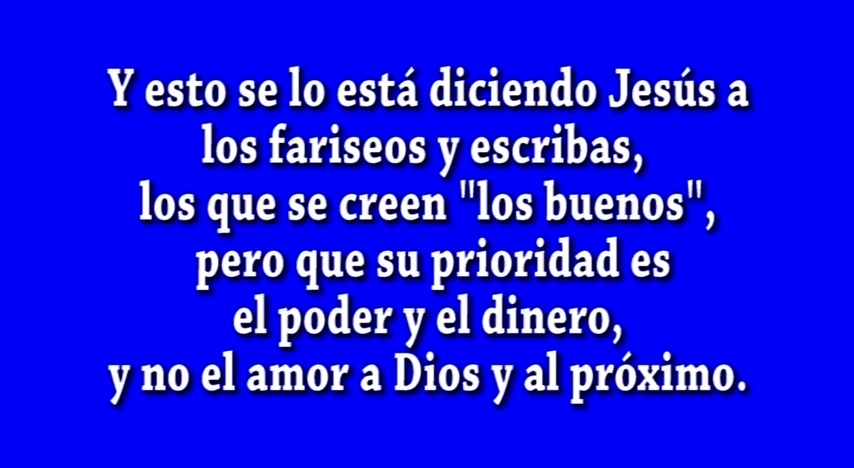 Y esto se lo está diciendo Jesús a
los fariseos y escribas,
los que se creen "los buenos",
pero que su prioridad es
el poder y el dinero,
y no el amor a Dios y al próximo.